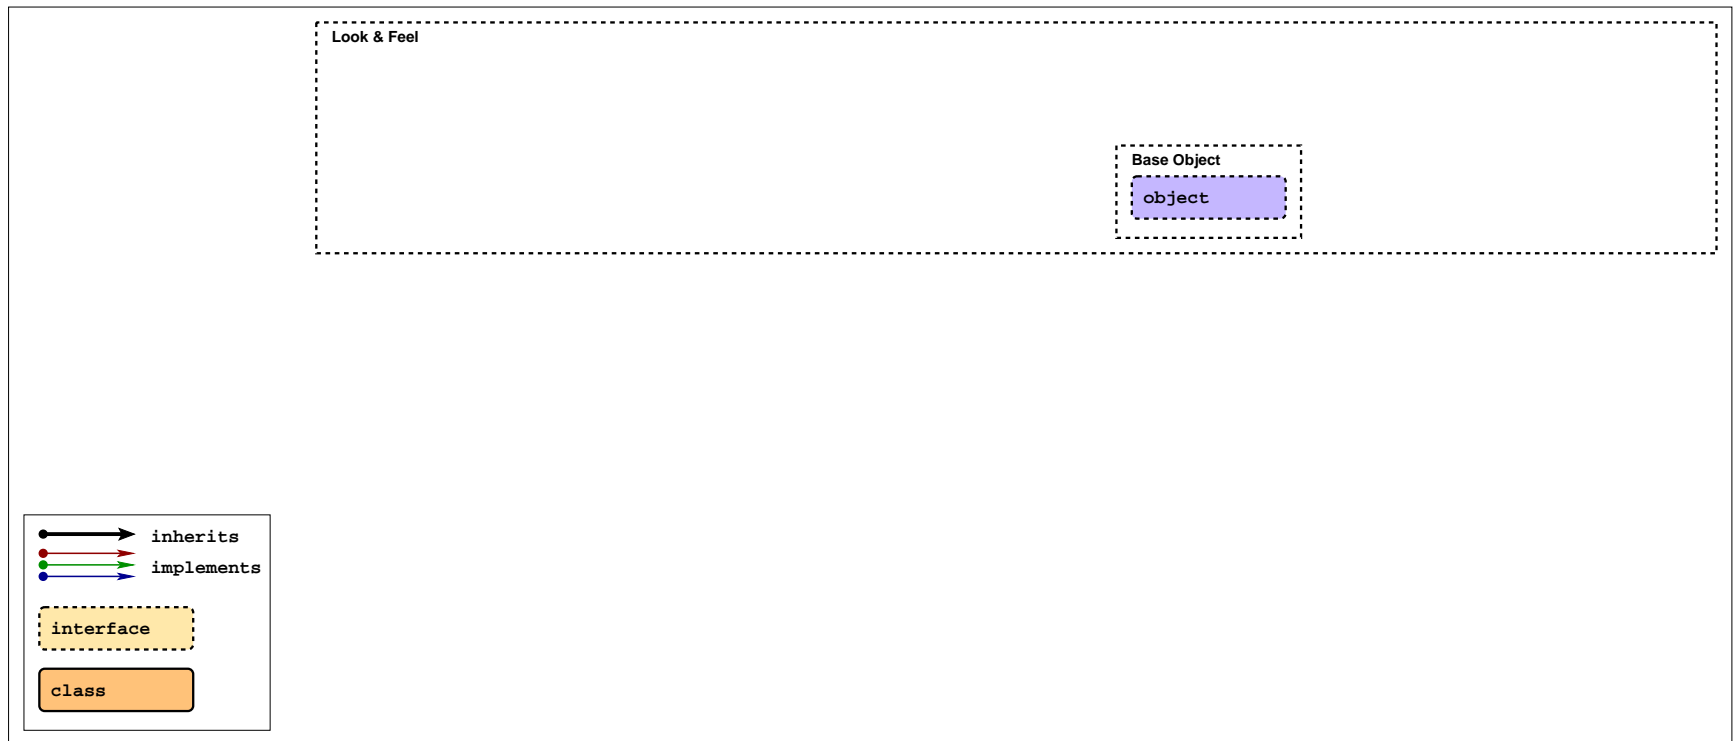 Look & Feel
Base Object
object
inherits
implements
interface
class